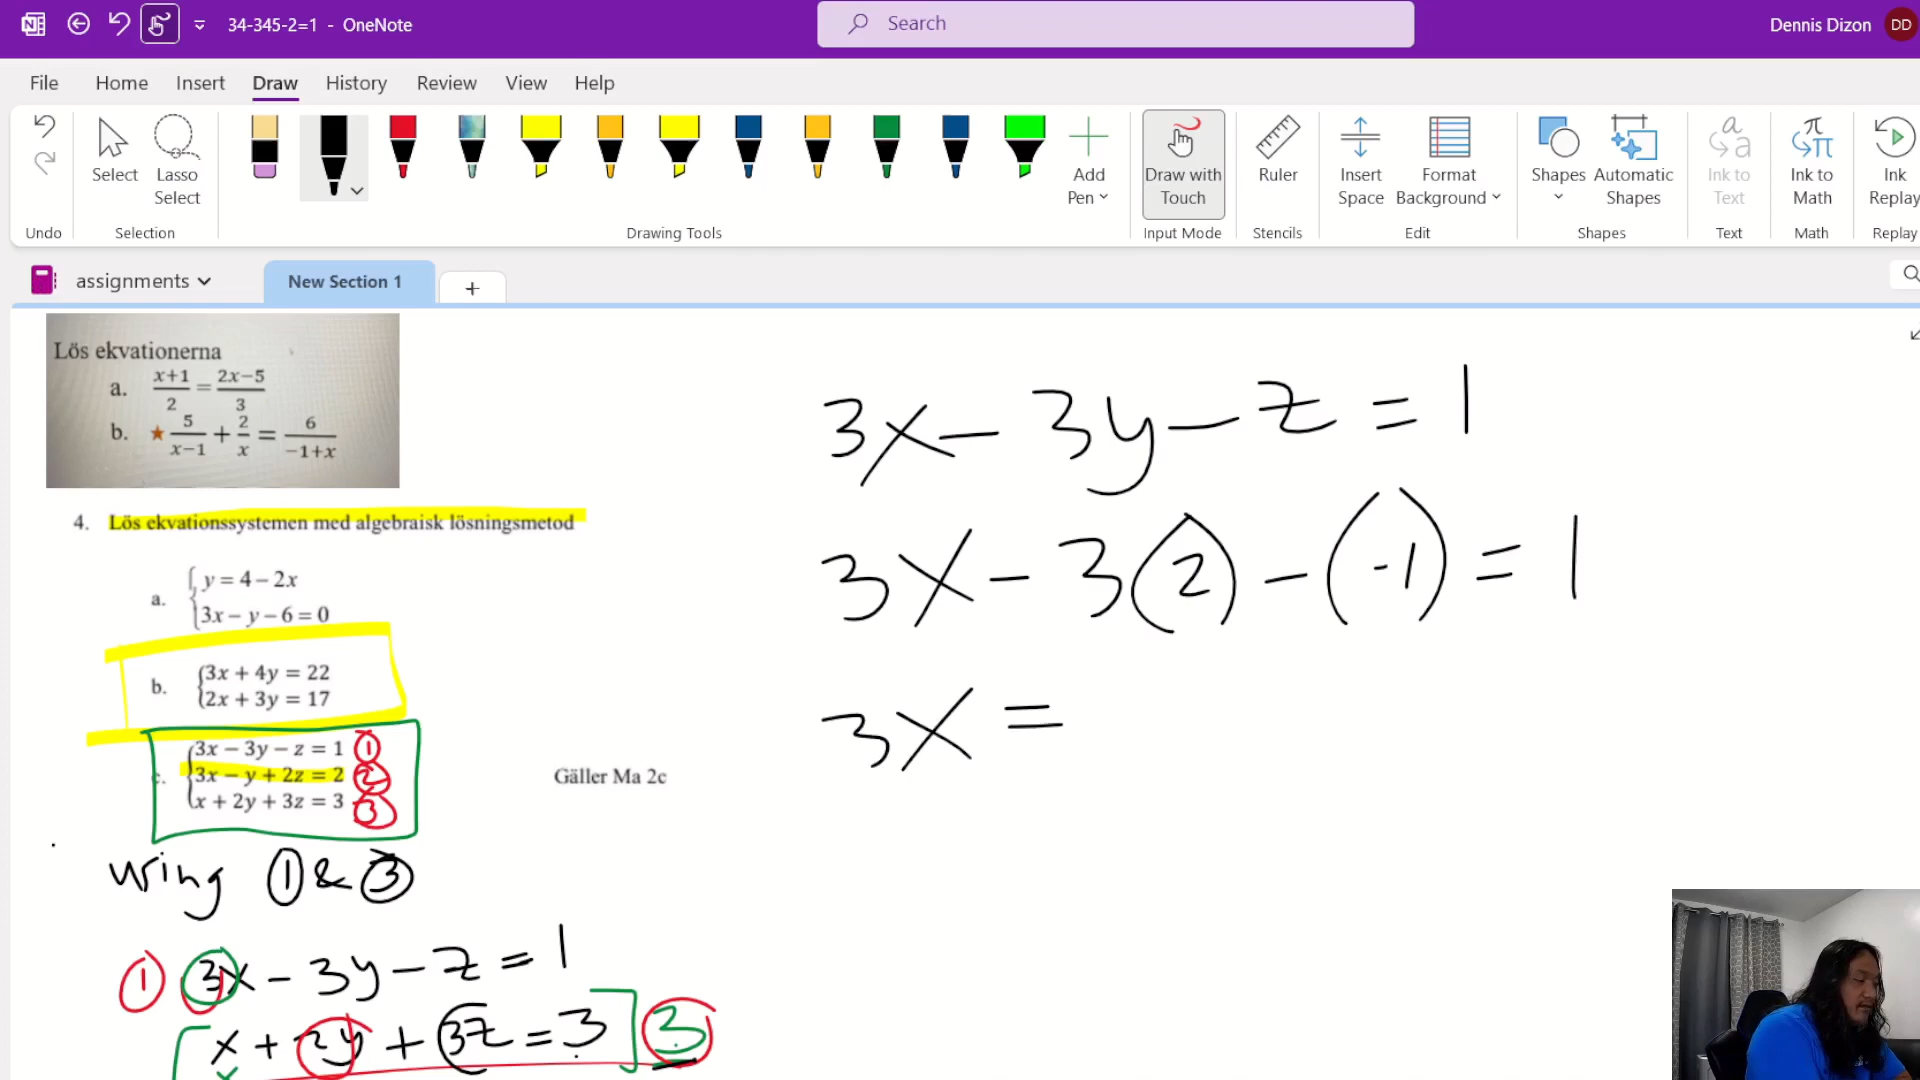 34-345-2=1 - OneNote
Search
Dennis Dizon DD
File Home Insert Draw History Review View Help
Select
Lasso Select
Add Pen
Draw with Touch
Ruler
Insert Space
Format Background
Shapes
Automatic Shapes
Ink to Text
Ink to Math
Ink Replay
Undo Selection Drawing Tools Input Mode Stencils Edit Shapes Text Math Replay
assignments New Section 1 +
Lös ekvationerna
a. x+1/2 = 2x-5/3
b. ★ 5/x-1 + 2/x = 6/-1+x
4. Lös ekvationssystemen med algebraisk lösningsmetod
a. { y = 4 – 2x
3x – y – 6 = 0
b. { 3x + 4y = 22
2x + 3y = 17
c. { 3x – 3y – z = 1 ①
3x – y + 2z = 2 ②
x + 2y + 3z = 3 ③
Gäller Ma 2c
using ① & ③
① 3x - 3y - z = 1
[ x + 2y + 3z = 3 ] 3
3x - 3y - z = 1
3x - 3(2) - (-1) = 1
3x =